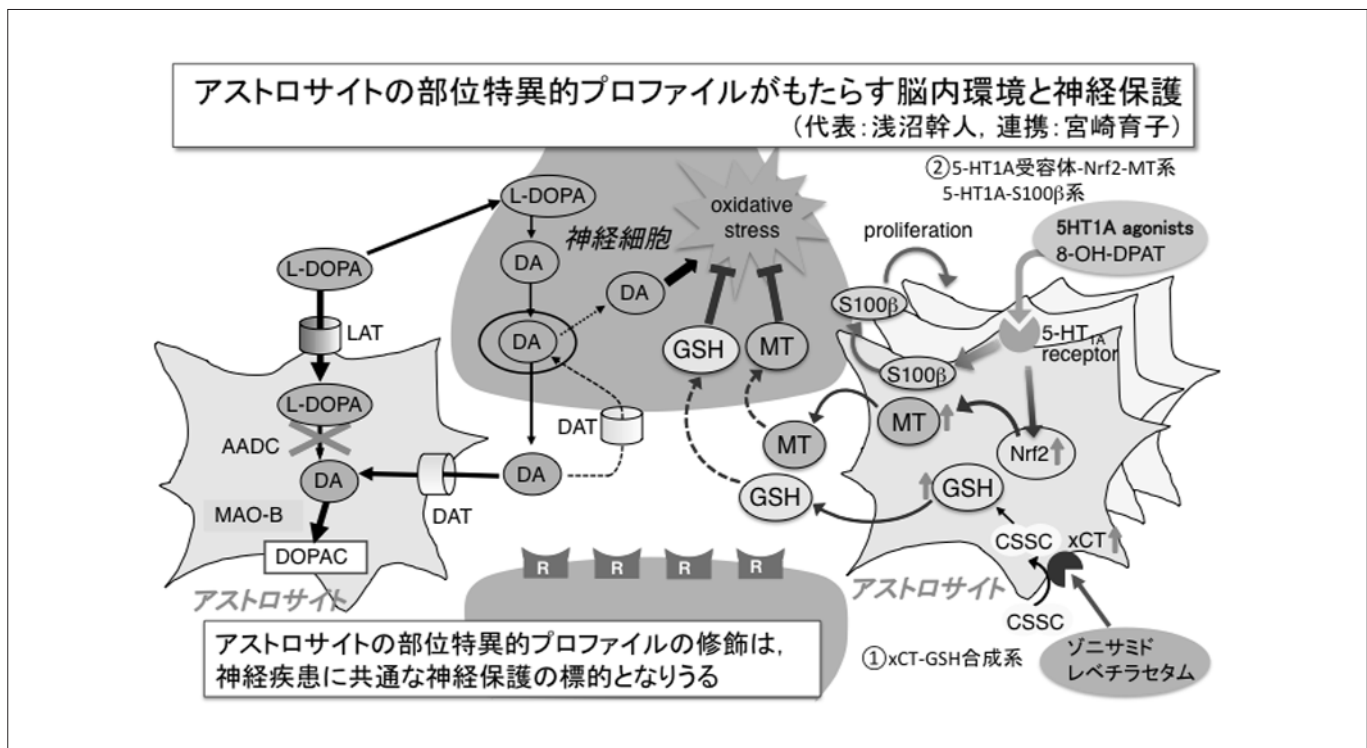 アストロサイトの部位特異的プロファイルがもたらす脳内環境と神経保護
（代表：浅沼幹人，連携：宮崎育子）
②5-HT1A受容体-Nrf2-MT系
5-HT1A-S100β系
L-DOPA
oxidative
stress
神経細胞
proliferation
5HT1A agonists
8-OH-DPAT
L-DOPA
DA
DA
S100β
LAT
DA
GSH
MT
5-HT1A
receptor
S100β
L-DOPA
MT
AADC
DAT
MT
Nrf2
DA
DA
GSH
GSH
MAO-B
DAT
DOPAC
CSSC
xCT
R
R
R
R
アストロサイト
アストロサイト
CSSC
アストロサイトの部位特異的プロファイルの修飾は，
神経疾患に共通な神経保護の標的となりうる
①xCT-GSH合成系
ゾニサミド
レベチラセタム